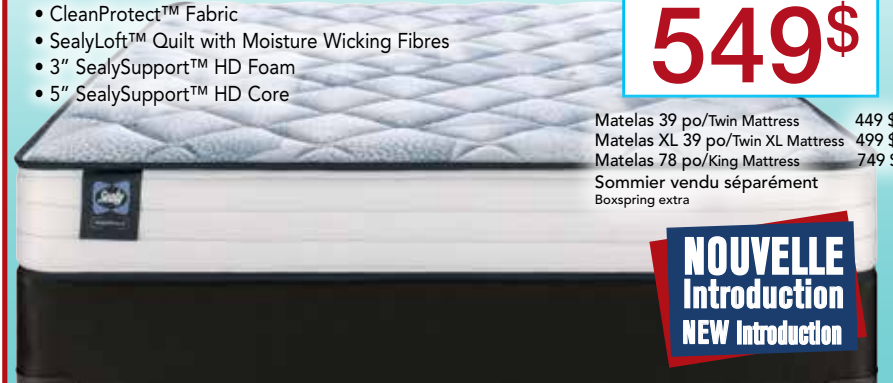 • CleanProtect™ Fabric
• SealyLoft™ Quilt with Moisture Wicking Fibres
• 3” SealySupport™ HD Foam
• 5” SealySupport™ HD Core
549$
Matelas 39 po/Twin Mattress 449 $
Matelas XL 39 po/Twin XL Mattress 499 $
Matelas 78 po/King Mattress 749 $
Sommier vendu séparément
Boxspring extra
Sealy
NOUVELLE
Introduction
NEW Introduction